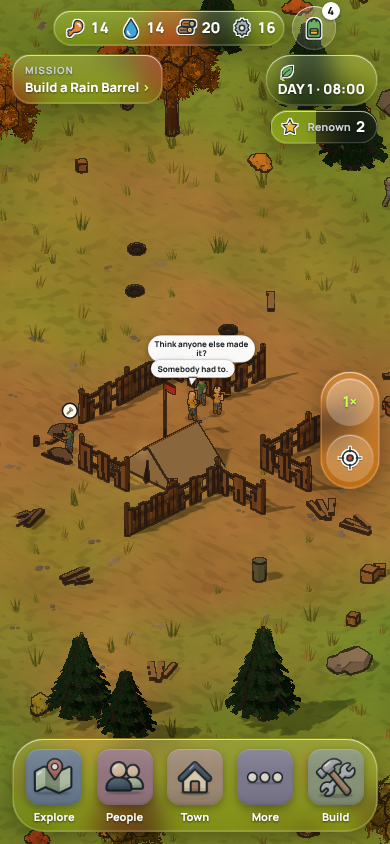 14
14
20
16
4
MISSION
Build a Rain Barrel ›
DAY 1 · 08:00
Renown 2
Think anyone else made
it?
Somebody had to.
1×
Explore
People
Town
More
Build